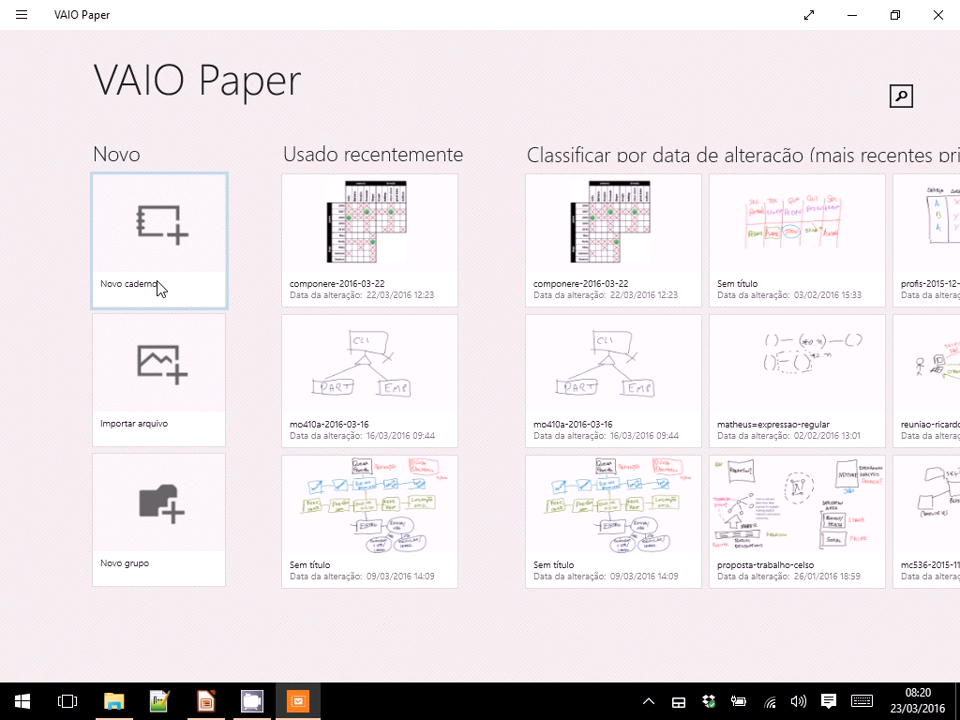 VAIO Paper
VAIO Paper
Novo
Usado recentemente
Classificar por data de alteração (mais recentes pri
Novo caderno
Importar arquivo
Novo grupo
componere-2016-03-22
Data da alteração: 22/03/2016 12:23
CLI
PART
EMP
mo410a-2016-03-16
Data da alteração: 16/03/2016 09:44
Sem título
Data da alteração: 09/03/2016 14:09
componere-2016-03-22
Data da alteração: 22/03/2016 12:23
CLI
PART
EMP
mo410a-2016-03-16
Data da alteração: 16/03/2016 09:44
Sem título
Data da alteração: 09/03/2016 14:09
Sem título
Data da alteração: 03/02/2016 15:33
matheus=expressao-regular
Data da alteração: 02/02/2016 13:01
proposta-trabalho-celso
Data da alteração: 26/01/2016 18:59
profis-2015-12-
reuniao-ricardo
mc536-2015-11
Data da
Data da
Data da
08:20
23/03/2016